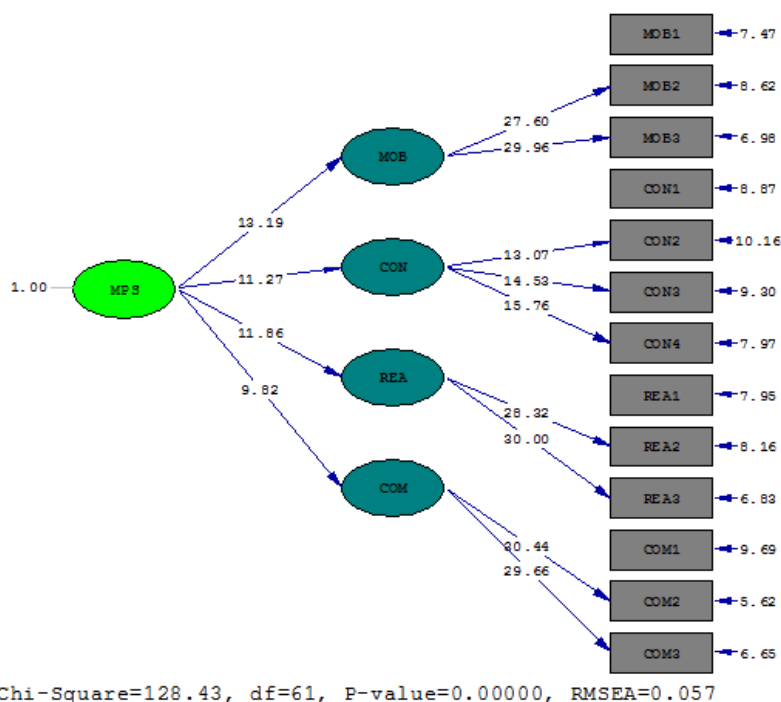 MOB1 7.47
MOB2 8.62
27.60
MOB3 6.98
29.96
MOB
CON1 8.87
13.19
CON2 10.16
13.07
CON
14.53
11.27
CON3 9.30
1.00 MPS
15.76
11.86
CON4 7.97
REA
REA1 7.95
9.82
28.32
30.00
REA2 8.16
COM
REA3 6.83
COM1 9.69
30.44
29.66
COM2 5.62
COM3 6.65
Chi-Square=128.43, df=61, P-value=0.00000, RMSEA=0.057